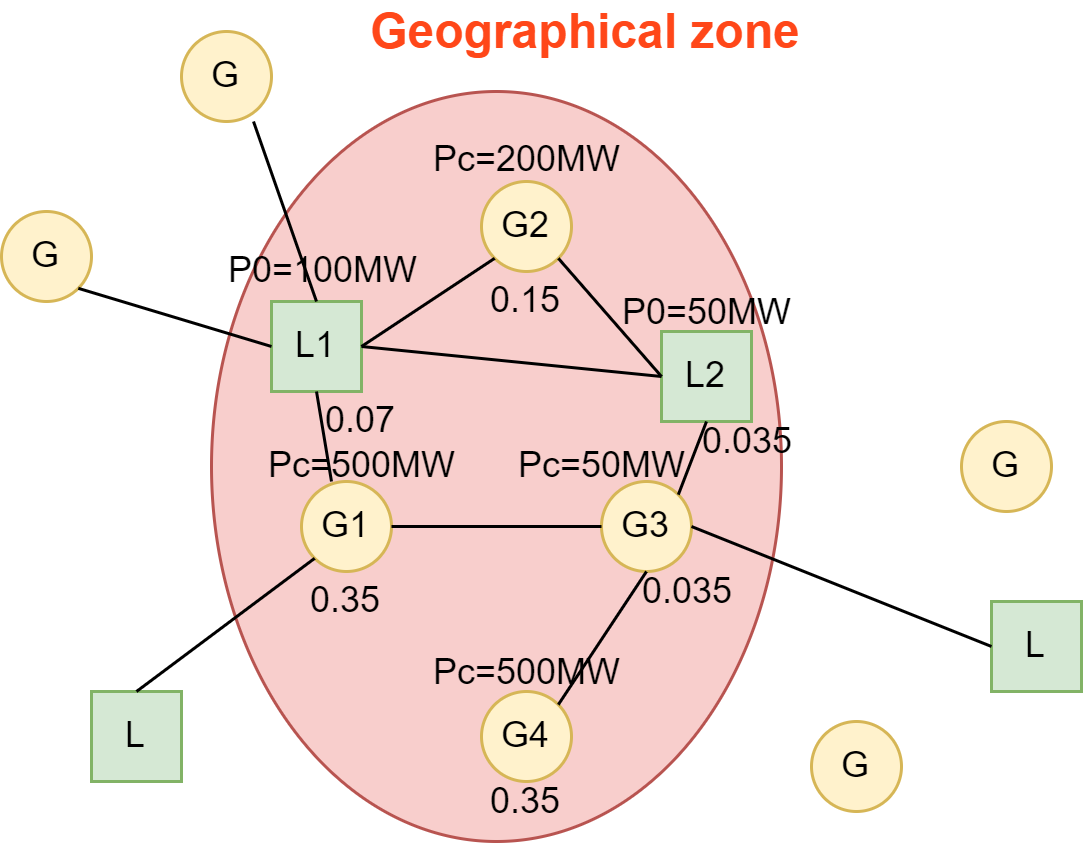 Geographical zone
G
Pc=200MW
G2
G
P0=100MW
0.15
P0=50MW
L1
L2
0.07
0.035
Pc=500MW
Pc=50MW
G
G1
G3
0.35
0.035
L
Pc=500MW
L
G4
G
0.35